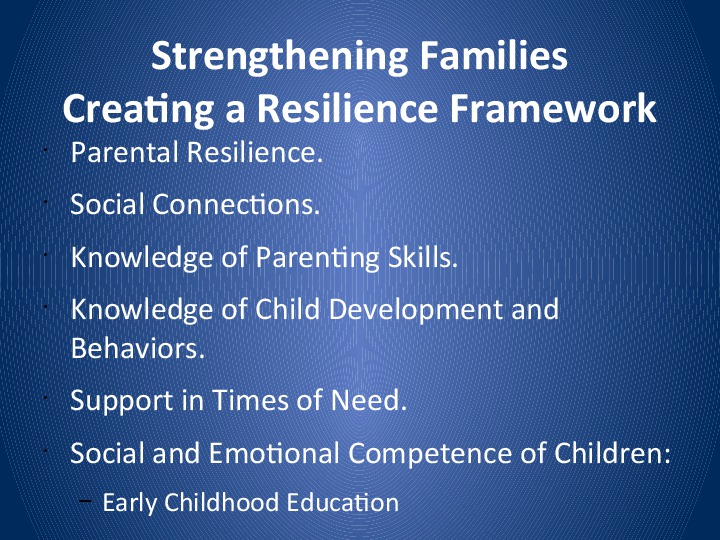 Strengthening Families
Creating a Resilience Framework
Parental Resilience.
Social Connections.
Knowledge of Parenting Skills.
Knowledge of Child Development and
Behaviors.
Support in Times of Need.
Social and Emotional Competence of Children:
– Early Childhood Education